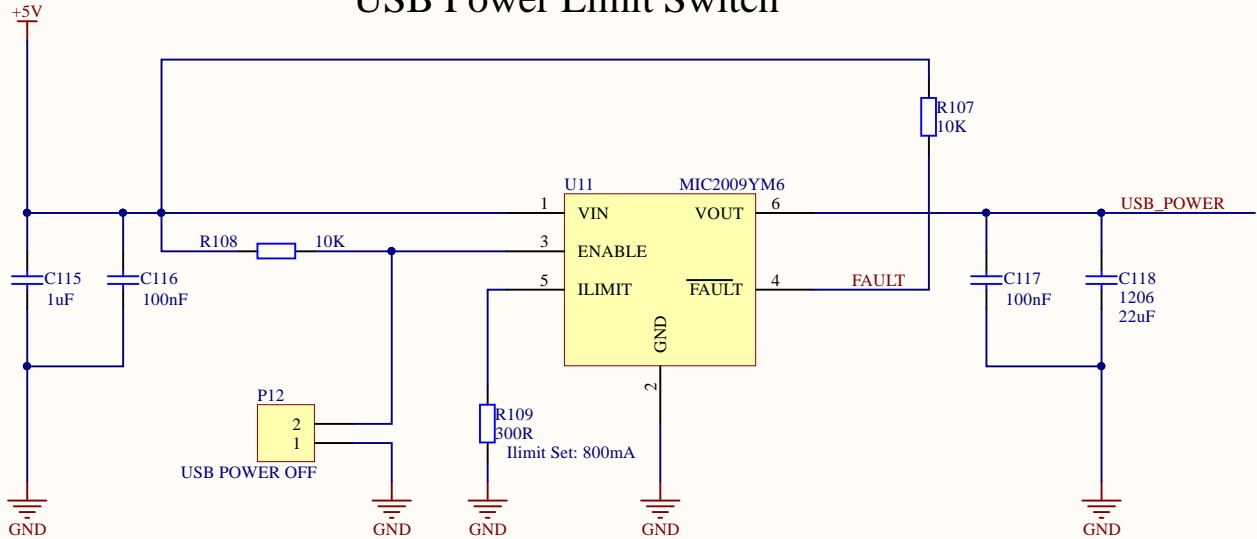 USB Power Limit Switch
+5V
R107
10K
U11
MIC2009YM6
1
VIN
VOUT
6
USB_POWER
R108
10K
3
ENABLE
5
ILIMIT
FAULT
4
FAULT
C115
1uF
C116
100nF
C117
100nF
C118
1206
22uF
GND
2
P12
2
1
USB POWER OFF
R109
300R
Ilimit Set: 800mA
GND
GND
GND
GND
GND